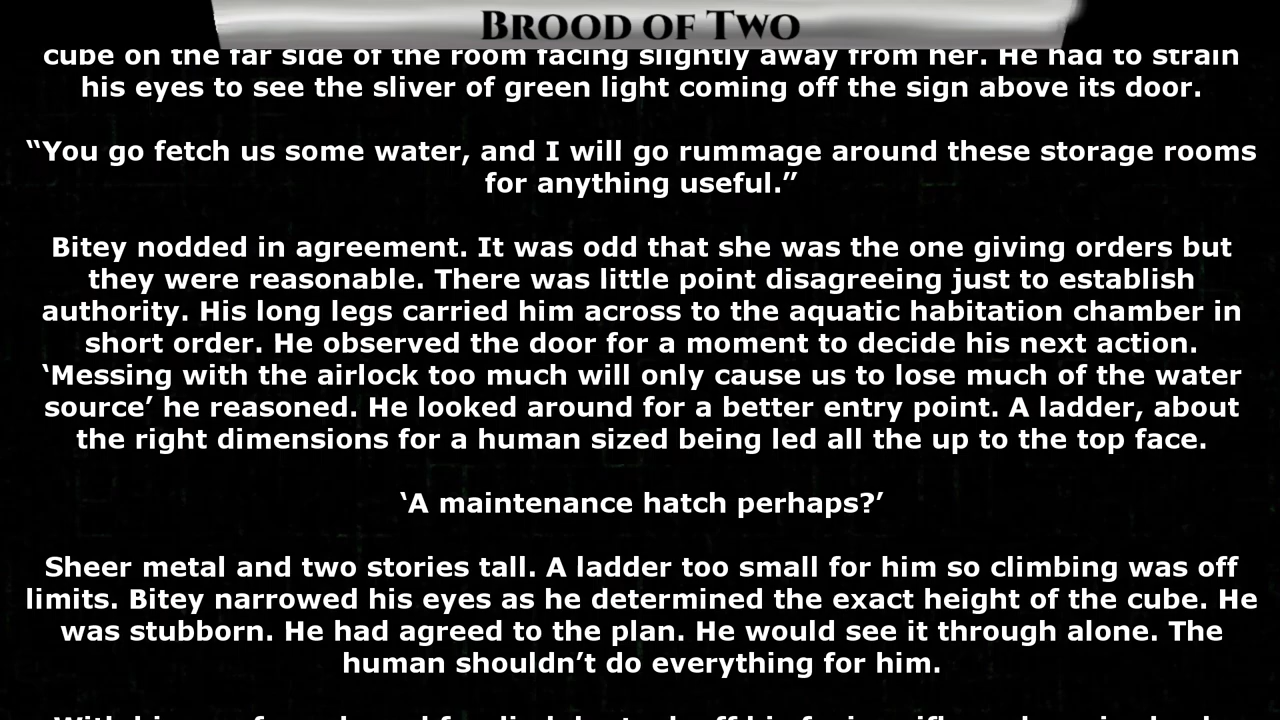 Brood of Two
cube on the far side of the room facing slightly away from her. He had to strain
his eyes to see the sliver of green light coming off the sign above its door.
“You go fetch us some water, and I will go rummage around these storage rooms
for anything useful.”
Bitey nodded in agreement. It was odd that she was the one giving orders but
they were reasonable. There was little point disagreeing just to establish
authority. His long legs carried him across to the aquatic habitation chamber in
short order. He observed the door for a moment to decide his next action.
‘Messing with the airlock too much will only cause us to lose much of the water
source’ he reasoned. He looked around for a better entry point. A ladder, about
the right dimensions for a human sized being led all the up to the top face.
‘A maintenance hatch perhaps?’
Sheer metal and two stories tall. A ladder too small for him so climbing was off
limits. Bitey narrowed his eyes as he determined the exact height of the cube. He
was stubborn. He had agreed to the plan. He would see it through alone. The
human shouldn’t do everything for him.